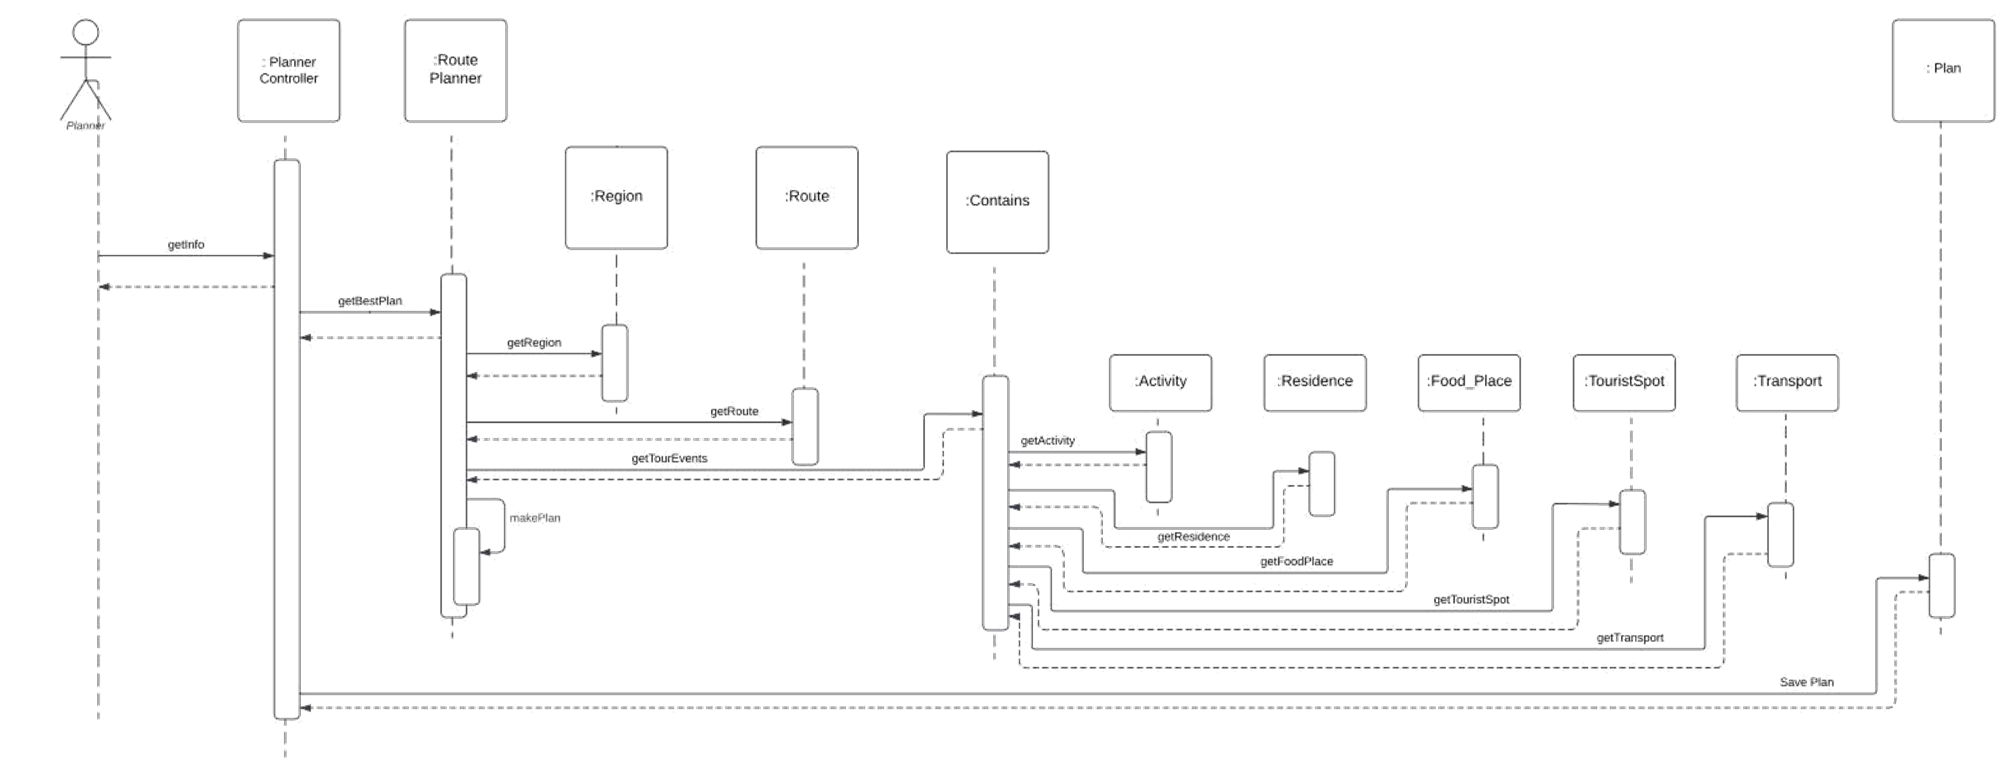 : Planner
Controller
:Route
Planner
: Plan
Planner
:Region
:Route
:Contains
getInfo
getBestPlan
getRegion
:Activity
:Residence
:Food_Place
:TouristSpot
:Transport
getRoute
getActivity
getTourEvents
makePlan
getResidence
getFoodPlace
getTouristSpot
getTransport
Save Plan